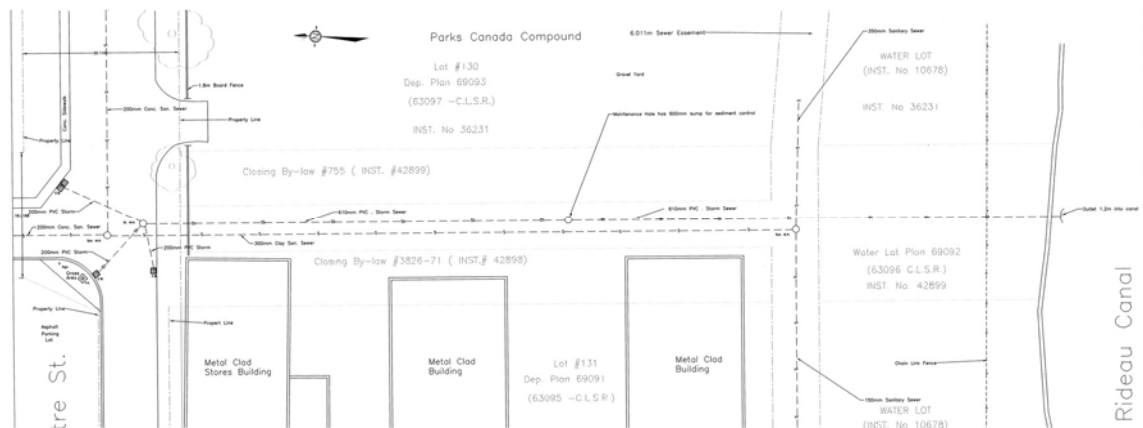 Parks Canada Compound
6.011m Sewer Easement
350mm Sanitary Sewer
Lot #130
Dep. Plan 69093
(63097 -C.L.S.R.)
INST. No 36231
Gravel Yard
WATER LOT
(INST. No 10678)
INST No 36231
1.8m Board Fence
200mm Conc. San. Sewer
Conc. Sidewalk
Property Line
Property Line
Maintenance Hole has 600mm sump for sediment control
Closing By-law #755 ( INST. #42899)
200mm PVC Storm
610mm PVC . Storm Sewer
610mm PVC . Storm Sewer
Outlet 1.2m into canal
200mm Conc. San. Sewer
300mm Clay San. Sewer
200mm PVC Storm
200mm PVC Storm
Closing By-law #3826-71 ( INST.# 42898)
Water Lot Plan 69092
(63096 C.L.S.R.)
INST. No. 42899
Property Line
Propert Line
Asphalt
Parking
Lot
Metal Clad
Stores Building
Metal Clad
Building
Lot #131
Dep. Plan 69091
(63095 -C.L.S.R.)
Metal Clad
Building
Chain Link Fence
150mm Sanitary Sewer
WATER LOT
(INST. No 10678)
tre St.
Rideau Canal